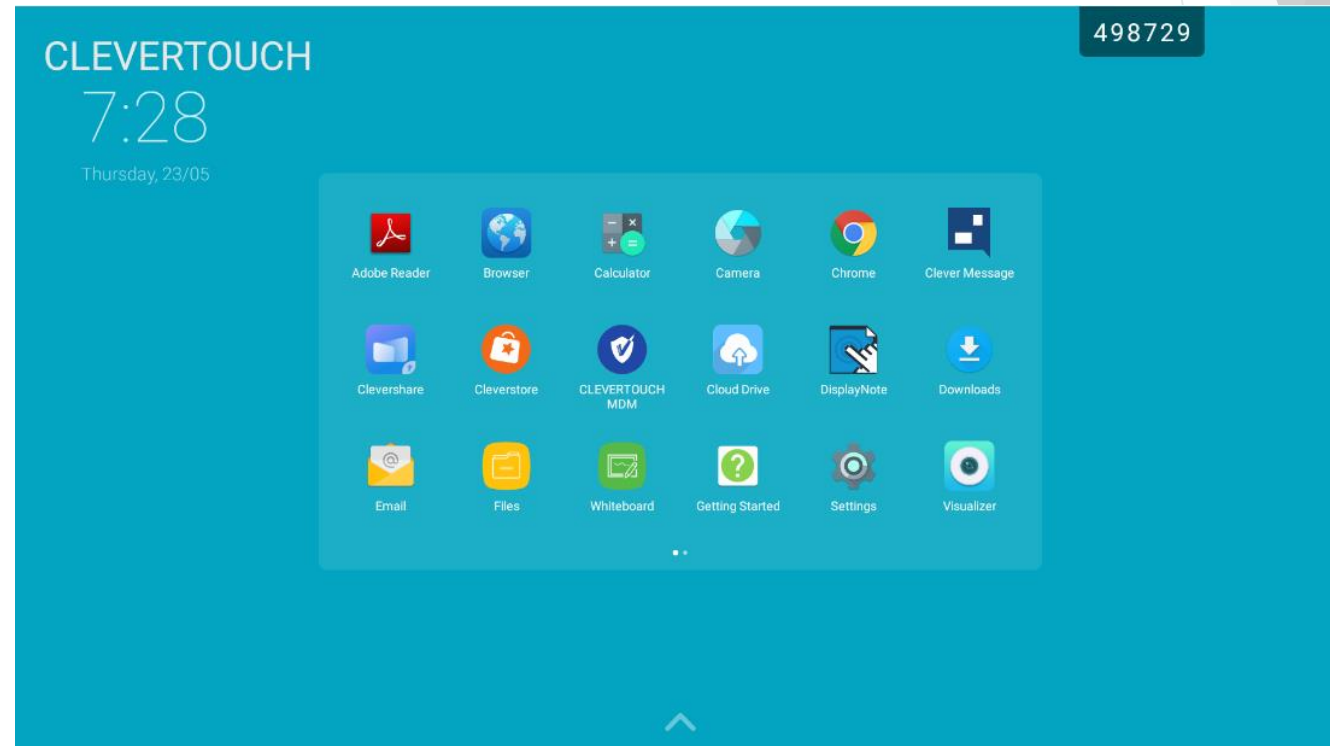 498729
CLEVERTOUCH
7:28
Thursday, 23/05
Adobe Reader
Browser
Calculator
Camera
Chrome
Clever Message
Clevershare
Cleverstore
CLEVERTOUCH
MDM
Cloud Drive
DisplayNote
Downloads
Email
Files
Whiteboard
Getting Started
Settings
Visualizer